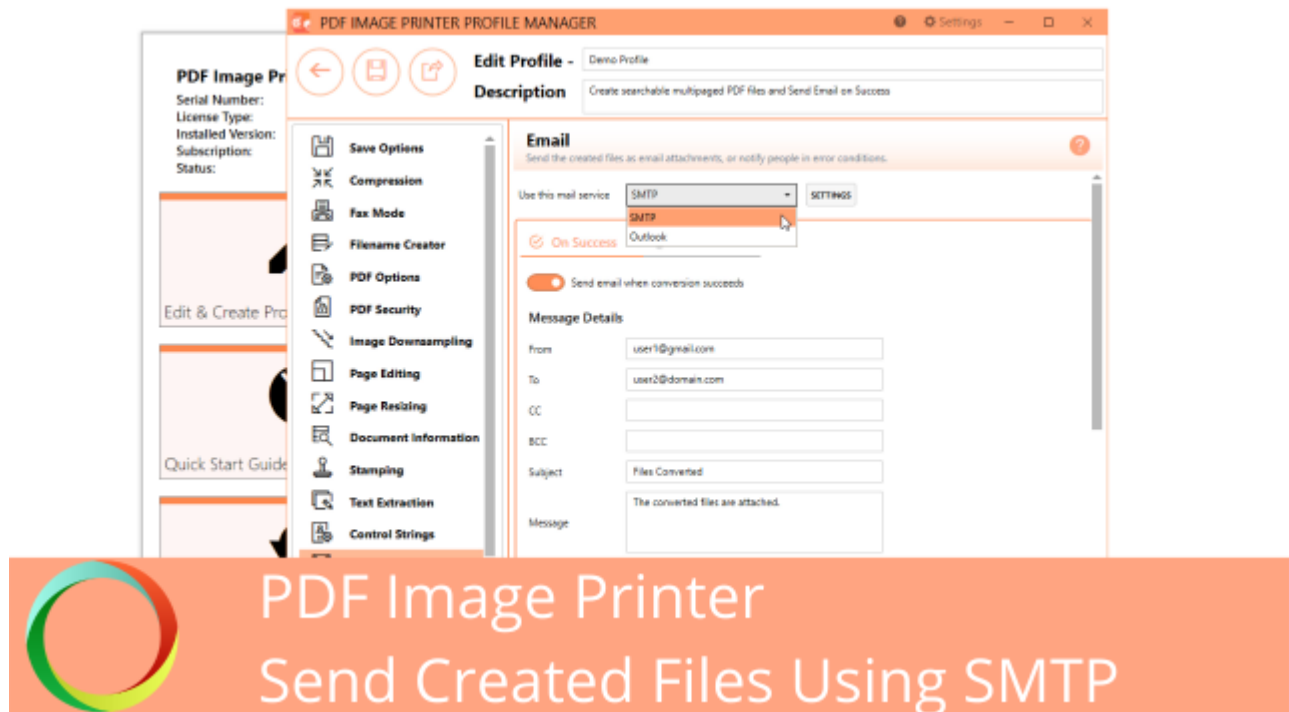 PDF IMAGE PRINTER PROFILE MANAGER
Settings
Edit Profile - Demo Profile
Description Create searchable multipaged PDF files and Send Email on Success
PDF Image Pr
Serial Number:
License Type:
Installed Version:
Subscription:
Status:
Edit & Create Pro
Quick Start Guide
Save Options
Compression
Fax Mode
Filename Creator
PDF Options
PDF Security
Image Downsampling
Page Editing
Page Resizing
Document Information
Stamping
Text Extraction
Control Strings
Email
Send the created files as email attachments, or notify people in error conditions.
Use this mail service SMTP SETTINGS
SMTP
Outlook
On Success
Send email when conversion succeeds
Message Details
From user1@gmail.com
To user2@domain.com
CC
BCC
Subject Files Converted
Message The converted files are attached.
PDF Image Printer
Send Created Files Using SMTP